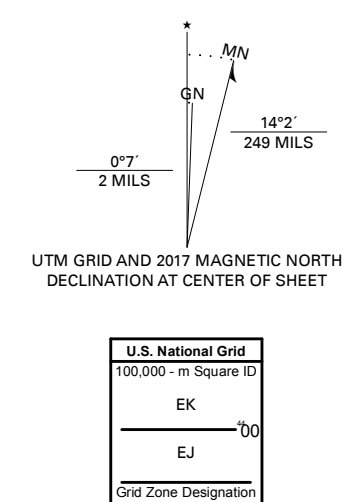 ★
MN
GN
14°2´
249 MILS
0°7´
2 MILS
UTM GRID AND 2017 MAGNETIC NORTH
DECLINATION AT CENTER OF SHEET
U.S. National Grid
100,000 - m Square ID
EK
4400
EJ
Grid Zone Designation